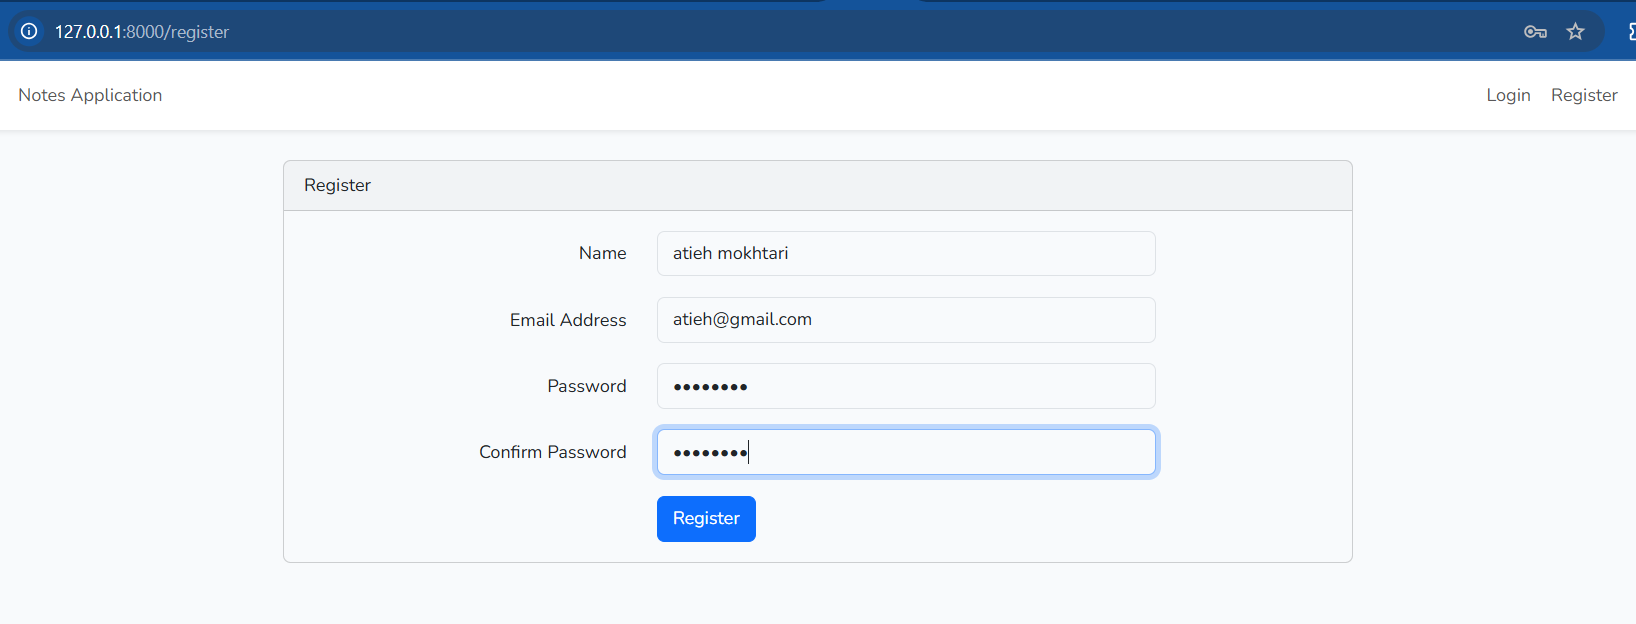 127.0.0.1:8000/register
Notes Application
Login Register
Register
Name atieh mokhtari
Email Address atieh@gmail.com
Password ••••••••
Confirm Password ••••••••
Register